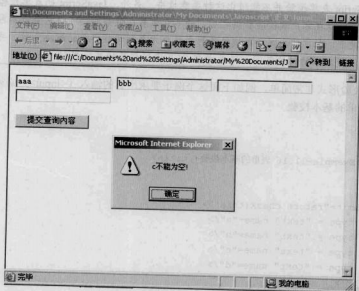 C:\Documents and Settings\Administrator\My Documents\
文件(F) 编辑(E) 查看(V) 收藏(A) 工具(T) 帮助(H)
后退 搜索 收藏夹 媒体
地址(D) file:///C:/Documents%20and%20Settings/Administrator/My%20Documents/J 转到 链接
aaa bbb
提交查询内容
Microsoft Internet Explorer
c不能为空!
确定
完毕 我的电脑